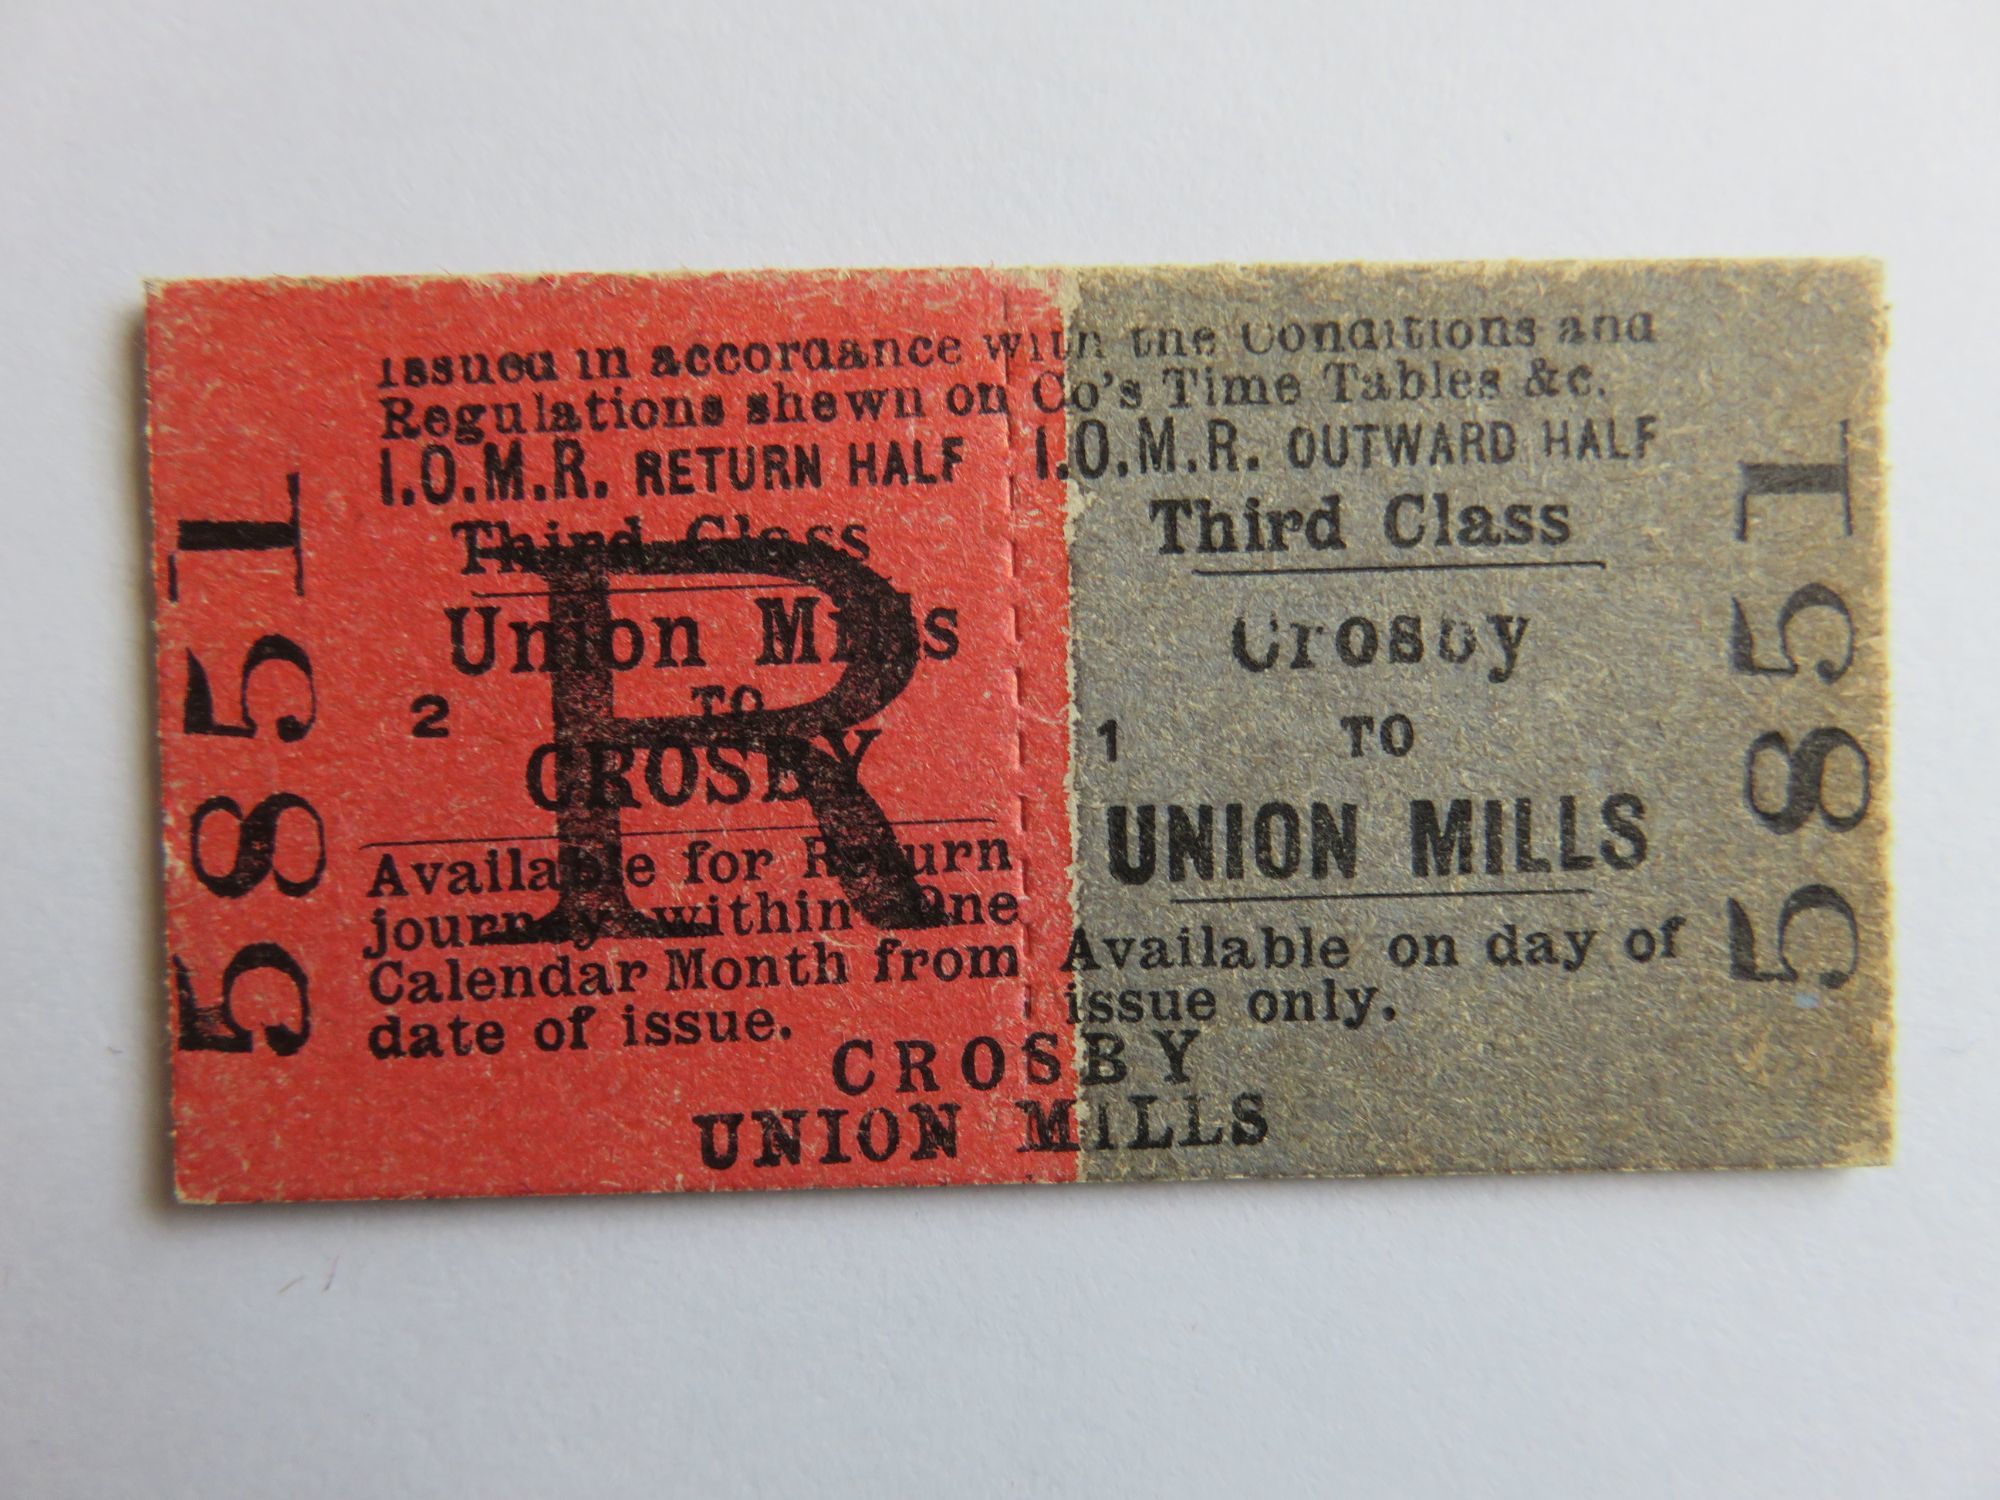 Issued in accordance with the Conditions and
Regulations shewn on Co's Time Tables &c.
I.O.M.R. RETURN HALF
Third Class
Union Mills
2 TO
CROSBY
R
Available for Return
journey within One
Calendar Month from
date of issue.
5851
I.O.M.R. OUTWARD HALF
Third Class
Crosby
1 TO
UNION MILLS
Available on day of
issue only.
5851
CROSBY
UNION MILLS